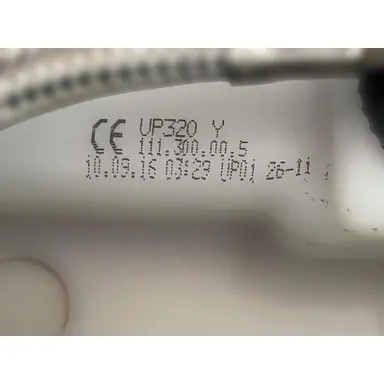 CE UP320 Y
111.300.00.5
10.09.16 03:29 UP01 26-11